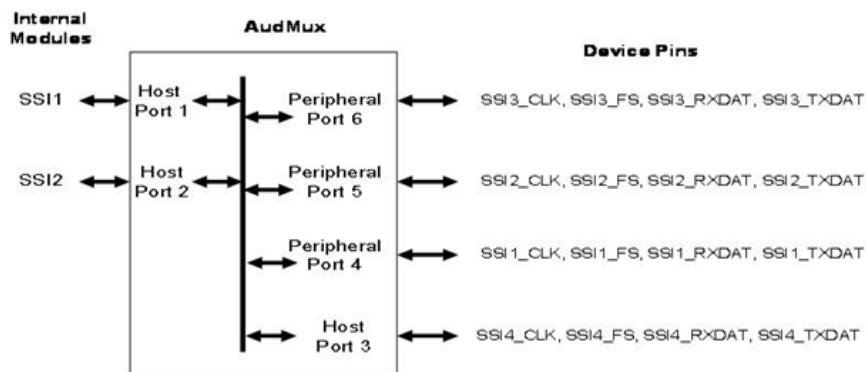 Internal
Modules
AudMux
Device Pins
SSI1
Host
Port 1
Peripheral
Port 6
SSI3_CLK, SSI3_FS, SSI3_RXDAT, SSI3_TXDAT
SSI2
Host
Port 2
Peripheral
Port 5
SSI2_CLK, SSI2_FS, SSI2_RXDAT, SSI2_TXDAT
Peripheral
Port 4
SSI1_CLK, SSI1_FS, SSI1_RXDAT, SSI1_TXDAT
Host
Port 3
SSI4_CLK, SSI4_FS, SSI4_RXDAT, SSI4_TXDAT